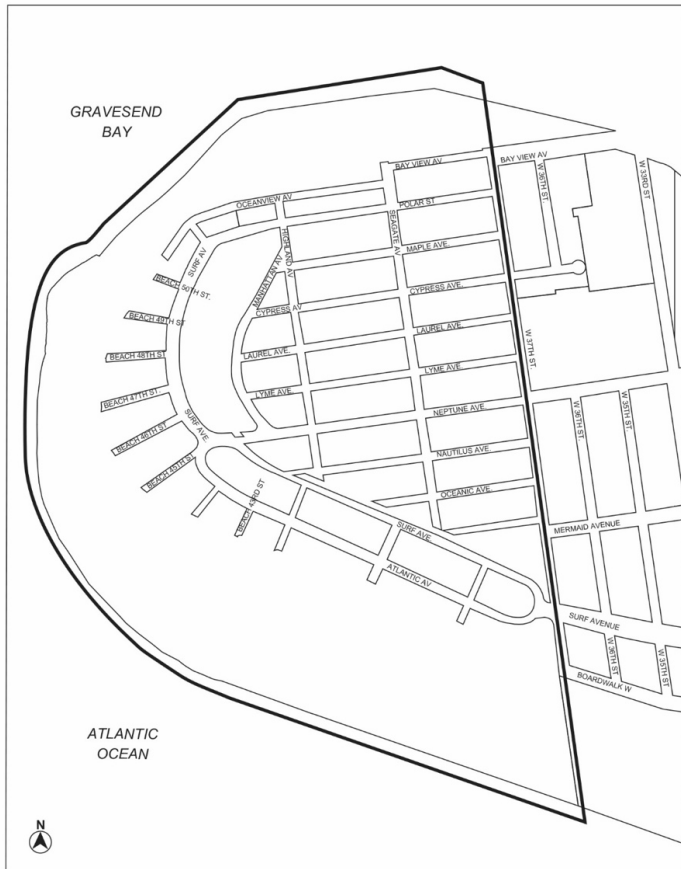 GRAVESEND
BAY
BAY VIEW AV
BAY VIEW AV
W 33RD ST
W 36TH ST
OCEANVIEW AV
POLAR ST
SEAGATE AV
HIGHLAND AV
MAPLE AVE.
SURF AV
MANHATTAN AV
BEACH 50TH ST.
CYPRESS AVE.
CYPRESS AV
BEACH 49TH ST
LAUREL AVE.
W 37TH ST.
LAUREL AVE.
BEACH 48TH ST
LYME AVE.
LYME AVE.
BEACH 47TH ST.
NEPTUNE AVE.
W 36TH ST.
W 35TH ST.
SURF AVE.
BEACH 46TH ST
NAUTILUS AVE.
BEACH 45TH ST
OCEANIC AVE.
BEACH 43RD ST
SURF AVE.
MERMAID AVENUE
ATLANTIC AV
SURF AVENUE
W 36TH ST.
W 35TH ST.
BOARDWALK W
ATLANTIC
OCEAN
N